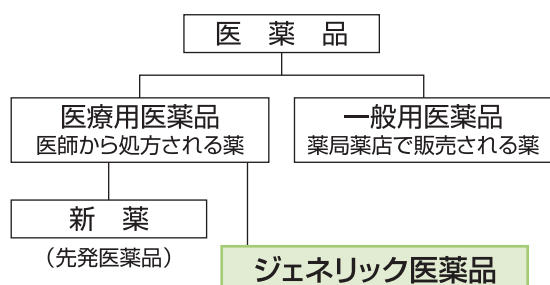 医 薬 品
医療用医薬品
医師から処方される薬
一般用医薬品
薬局薬店で販売される薬
新 薬
(先発医薬品)
ジェネリック医薬品